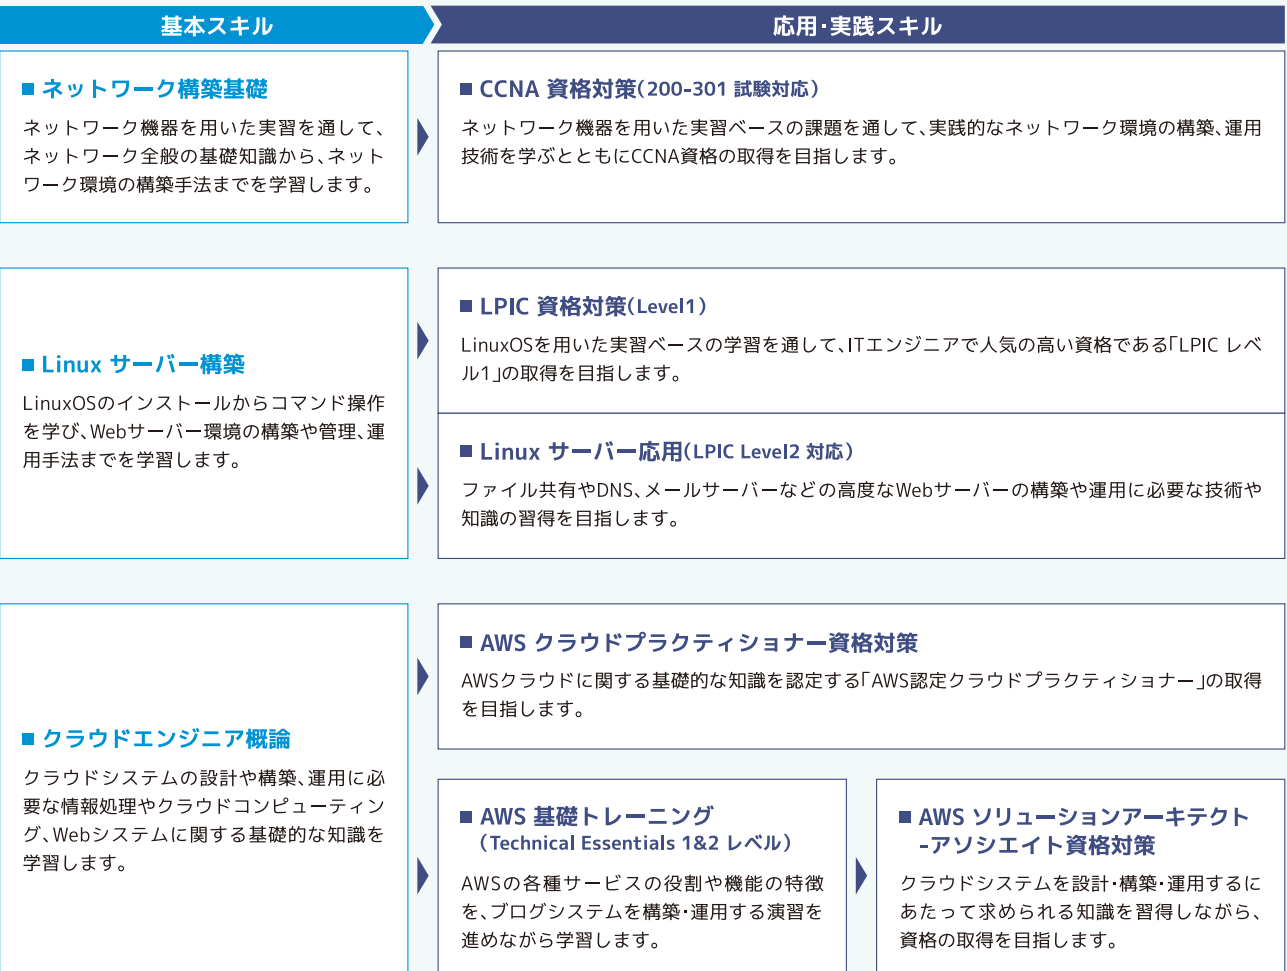 基本スキル
応用・実践スキル
■ ネットワーク構築基礎
ネットワーク機器を用いた実習を通して、
ネットワーク全般の基礎知識から、ネット
ワーク環境の構築手法までを学習します。
■ CCNA 資格対策（200-301 試験対応）
ネットワーク機器を用いた実習ベースの課題を通して、実践的なネットワーク環境の構築、運用
技術を学ぶとともにCCNA資格の取得を目指します。
■ Linux サーバー構築
LinuxOSのインストールからコマンド操作
を学び、Webサーバー環境の構築や管理、運
用手法までを学習します。
■ LPIC 資格対策（Level1）
LinuxOSを用いた実習ベースの学習を通して、ITエンジニアで人気の高い資格である「LPIC レベ
ル1」の取得を目指します。
■ Linux サーバー応用（LPIC Level2 対応）
ファイル共有やDNS、メールサーバーなどの高度なWebサーバーの構築や運用に必要な技術や
知識の習得を目指します。
■ クラウドエンジニア概論
クラウドシステムの設計や構築、運用に必
要な情報処理やクラウドコンピューティン
グ、Webシステムに関する基礎的な知識を
学習します。
■ AWS クラウドプラクティショナー資格対策
AWSクラウドに関する基礎的な知識を認定する「AWS認定クラウドプラクティショナー」の取得
を目指します。
■ AWS 基礎トレーニング
（Technical Essentials 1&2 レベル）
AWSの各種サービスの役割や機能の特徴
を、ブログシステムを構築・運用する演習を
進めながら学習します。
■ AWS ソリューションアーキテクト
-アソシエイト資格対策
クラウドシステムを設計・構築・運用するに
あたって求められる知識を習得しながら、
資格の取得を目指します。